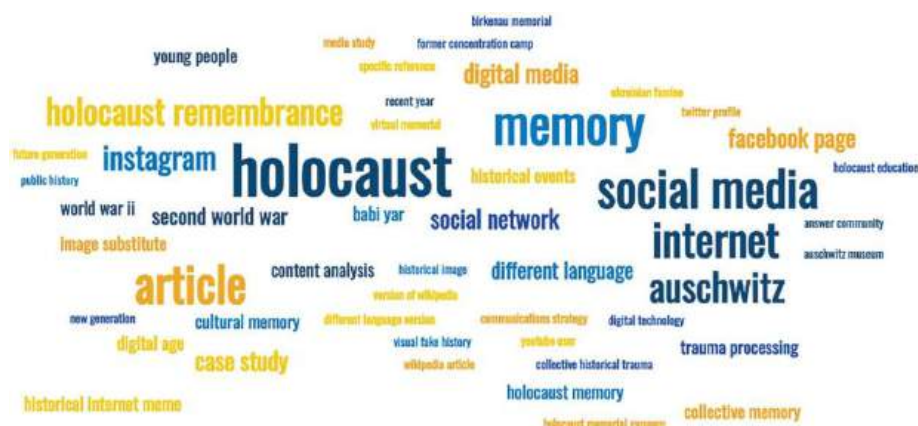 birkenau memorial
young people
media study
former concentration camp
specific reference
digital media
holocaust remembrance
recent year
virtual memorial
memory
ukrainian famine
twitter profile
facebook page
future generation
instagram
holocaust
historical events
social media
holocaust education
public history
world war ii
second world war
babi yar
social network
internet
answer community
image substitute
auschwitz museum
article
content analysis
historical image
different language
auschwitz
version of wikipedia
new generation
cultural memory
different language version
communications strategy
digital technology
digital age
case study
visual fake history
youtube user
trauma processing
wikipedia article
collective historical trauma
holocaust memory
historical internet meme
collective memory